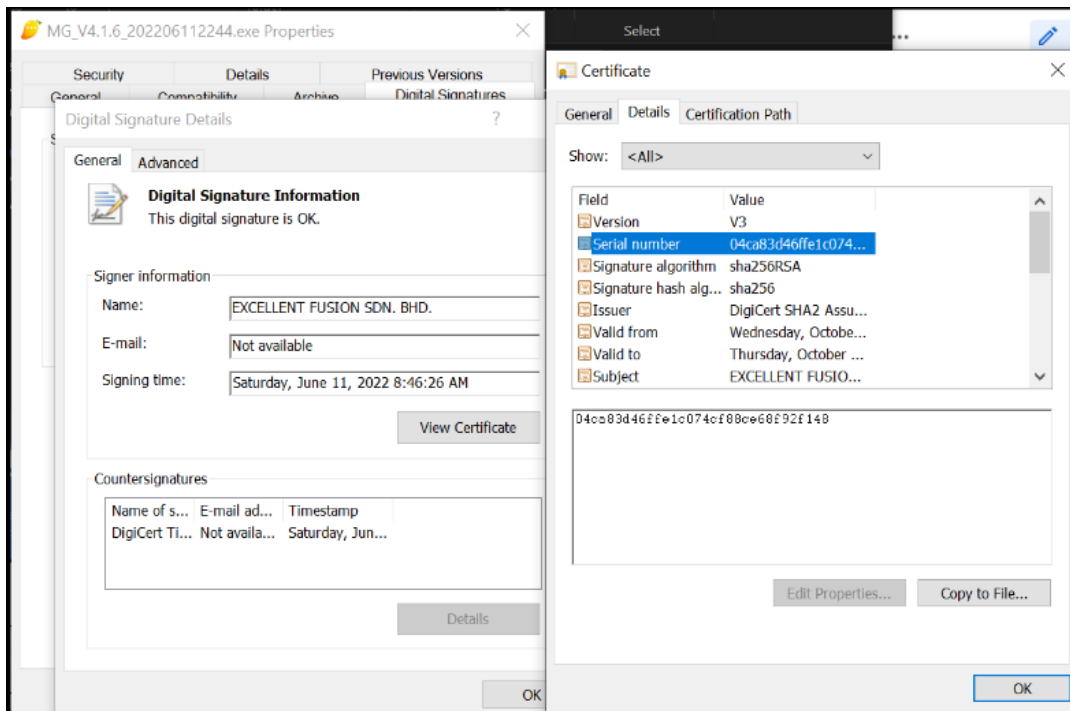 MG_V4.1.6_202206112244.exe Properties
Security Details Previous Versions
General Compatibility Archive Digital Signatures
Digital Signature Details ?
General Advanced
Digital Signature Information
This digital signature is OK.
Signer information
Name: EXCELLENT FUSION SDN. BHD.
E-mail: Not available
Signing time: Saturday, June 11, 2022 8:46:26 AM
View Certificate
Countersignatures
Name of s... E-mail ad... Timestamp
DigiCert Ti... Not availa... Saturday, Jun...
Details
OK
Select
...
Certificate
General Details Certification Path
Show: <All>
Field Value
Version V3
Serial number 04ca83d46ffe1c074...
Signature algorithm sha256RSA
Signature hash alg... sha256
Issuer DigiCert SHA2 Assu...
Valid from Wednesday, Octobe...
Valid to Thursday, October ...
Subject EXCELLENT FUSIO...
04ca83d46ffe1c074cf88ce68f92f148
Edit Properties... Copy to File...
OK